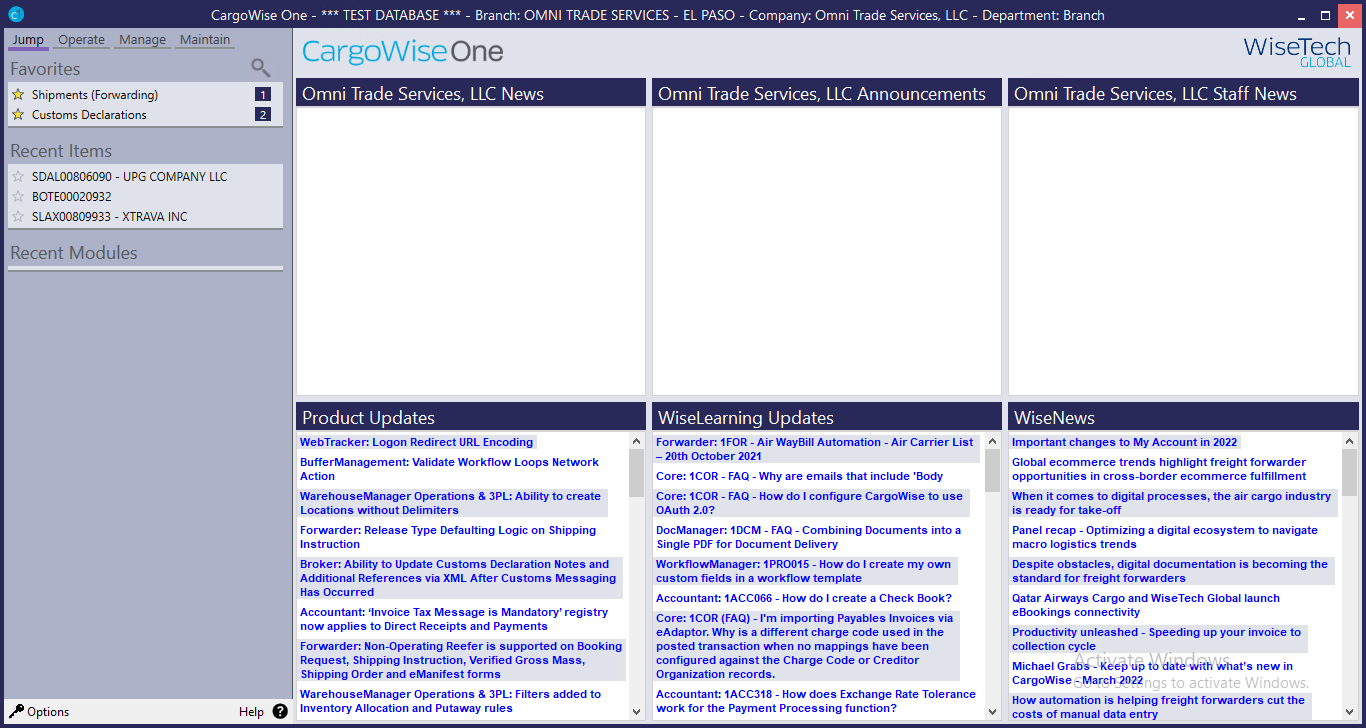 CargoWise One - *** TEST DATABASE *** - Branch: OMNI TRADE SERVICES - EL PASO - Company: Omni Trade Services, LLC - Department: Branch
Jump Operate Manage Maintain
Favorites
Shipments (Forwarding) 1
Customs Declarations 2
Recent Items
SDAL00806090 - UPG COMPANY LLC
BOTE00020932
SLAX00809933 - XTRAVA INC
Recent Modules
Options
Help ?
CargoWise One
WiseTech
GLOBAL
Omni Trade Services, LLC News
Omni Trade Services, LLC Announcements
Omni Trade Services, LLC Staff News
Product Updates
WebTracker: Logon Redirect URL Encoding
BufferManagement: Validate Workflow Loops Network
Action
WarehouseManager Operations & 3PL: Ability to create
Locations without Delimiters
Forwarder: Release Type Defaulting Logic on Shipping
Instruction
Broker: Ability to Update Customs Declaration Notes and
Additional References via XML After Customs Messaging
Has Occurred
Accountant: ‘Invoice Tax Message is Mandatory’ registry
now applies to Direct Receipts and Payments
Forwarder: Non-Operating Reefer is supported on Booking
Request, Shipping Instruction, Verified Gross Mass,
Shipping Order and eManifest forms
WarehouseManager Operations & 3PL: Filters added to
Inventory Allocation and Putaway rules
WiseLearning Updates
Forwarder: 1FOR - Air WayBill Automation - Air Carrier List
– 20th October 2021
Core: 1COR - FAQ - Why are emails that include 'Body
Core: 1COR - FAQ - How do I configure CargoWise to use
OAuth 2.0?
DocManager: 1DCM - FAQ - Combining Documents into a
Single PDF for Document Delivery
WorkflowManager: 1PRO015 - How do I create my own
custom fields in a workflow template
Accountant: 1ACC066 - How do I create a Check Book?
Core: 1COR (FAQ) - I'm importing Payables Invoices via
eAdaptor. Why is a different charge code used in the
posted transaction when no mappings have been
configured against the Charge Code or Creditor
Organization records.
Accountant: 1ACC318 - How does Exchange Rate Tolerance
work for the Payment Processing function?
WiseNews
Important changes to My Account in 2022
Global ecommerce trends highlight freight forwarder
opportunities in cross-border ecommerce fulfillment
When it comes to digital processes, the air cargo industry
is ready for take-off
Panel recap - Optimizing a digital ecosystem to navigate
macro logistics trends
Despite obstacles, digital documentation is becoming the
standard for freight forwarders
Qatar Airways Cargo and WiseTech Global launch
eBookings connectivity
Productivity unleashed - Speeding up your invoice to
collection cycle
Michael Grabs - Keep up to date with what's new in
CargoWise - March 2022
How automation is helping freight forwarders cut the
costs of manual data entry
Activate Windows
Go to Settings to activate Windows.